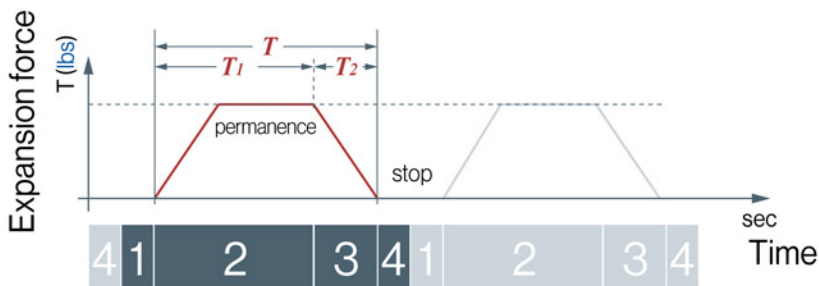 T
T1 T2
Expansion force
T (lbs)
permanence
stop
sec
4 1 2 3 4 1 2 3 4
Time